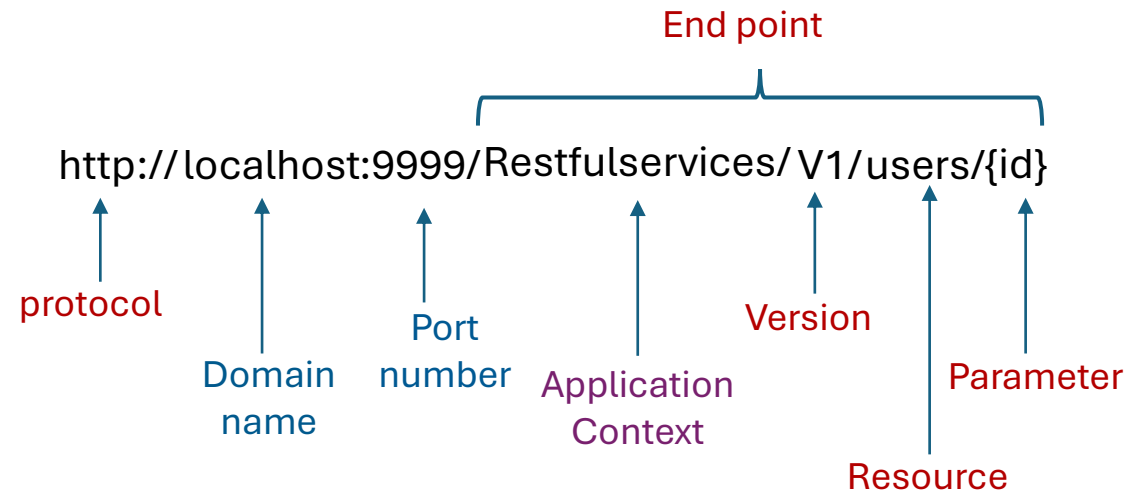 End point
http://localhost:9999/Restfulservices/ V1/users/{id}
protocol
Domain
name
Port
number
Application
Context
Version
Resource
Parameter